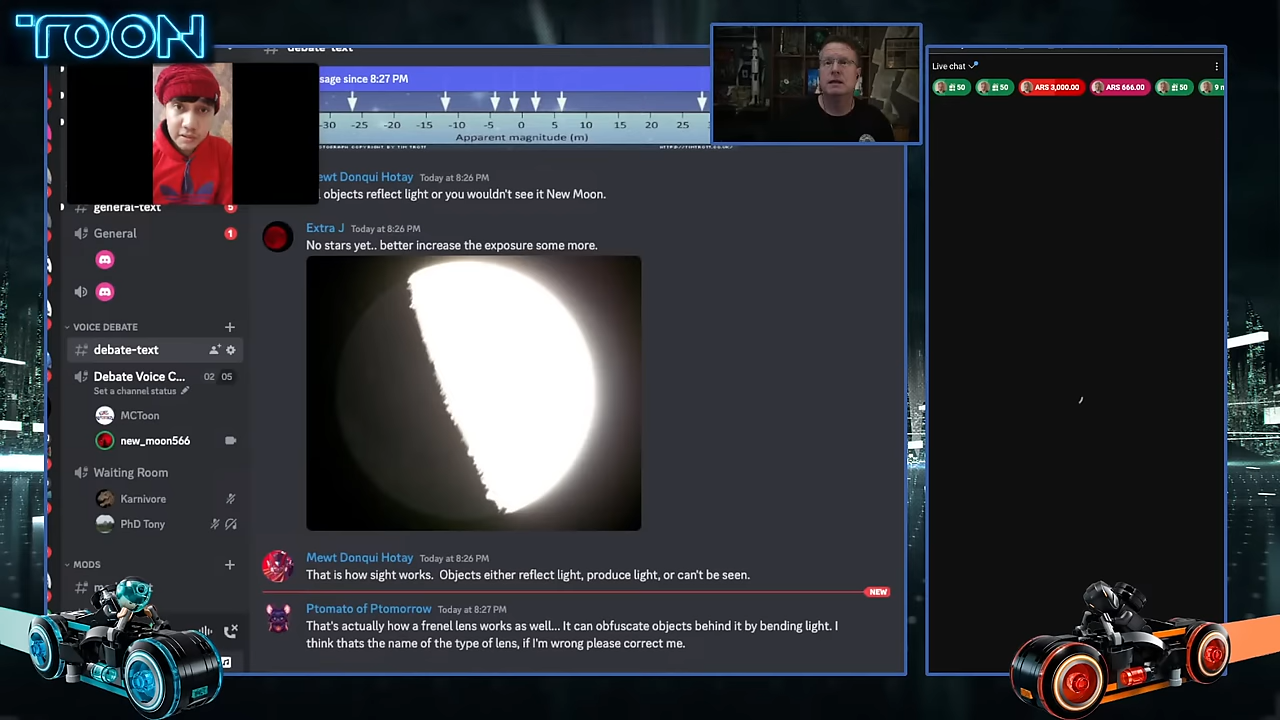 TOON
# debate-text
sage since 8:27 PM
-30 -25 -20 -15 -10 -5 0 5 10 15 20 25
Apparent magnitude (m)
ewt Donqui Hotay Today at 8:26 PM
objects reflect light or you wouldn't see it New Moon.
Extra J Today at 8:26 PM
No stars yet.. better increase the exposure some more.
Mewt Donqui Hotay Today at 8:26 PM
That is how sight works. Objects either reflect light, produce light, or can't be seen.
NEW
Ptomato of Ptomorrow Today at 8:27 PM
That's actually how a frenel lens works as well... It can obfuscate objects behind it by bending light. I
think thats the name of the type of lens, if I'm wrong please correct me.
# general-text 5
General 1
VOICE DEBATE +
# debate-text
Debate Voice C... 02 05
Set a channel status
MCToon
new_moon566
Waiting Room
Karnivore
PhD Tony
MODS +
Live chat
50 50 ARS 3,000.00 ARS 666.00 50 9 m